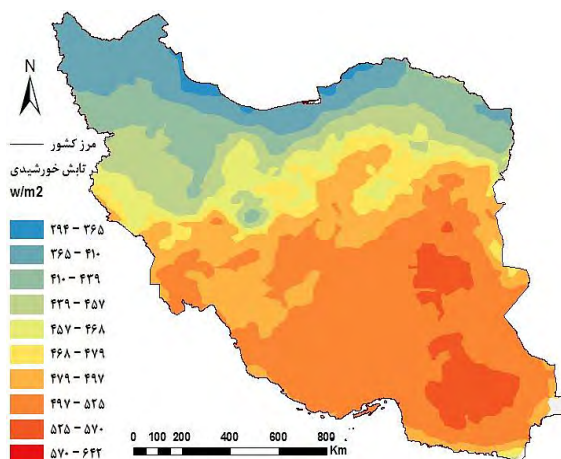 N
مرز کشور
تابش خورشیدی
w/m2
۲۹۴ – ۳۶۵
۳۶۵ – ۴۱۰
۴۱۰ – ۴۳۹
۴۳۹ – ۴۵۷
۴۵۷ – ۴۶۸
۴۶۸ – ۴۷۹
۴۷۹ – ۴۹۷
۴۹۷ – ۵۲۵
۵۲۵ – ۵۷۰
۵۷۰ – ۶۴۲
0 100 200 400 600 800
Km